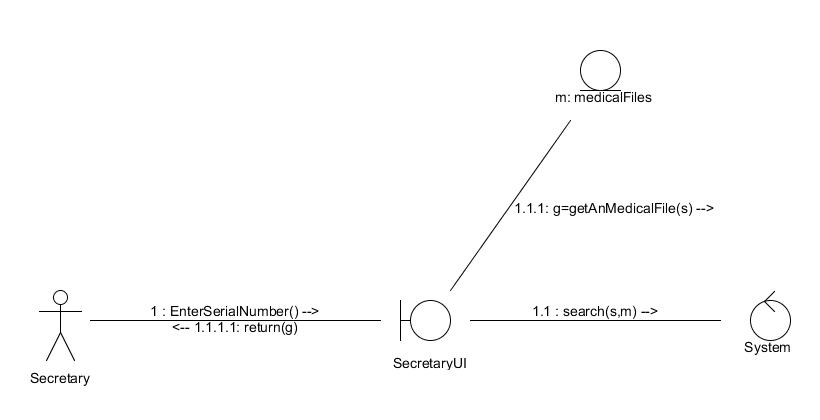 m: medicalFiles
1.1.1: g=getAnMedicalFile(s) -->
1 : EnterSerialNumber() -->
<-- 1.1.1.1: return(g)
1.1 : search(s,m) -->
Secretary
SecretaryUI
System